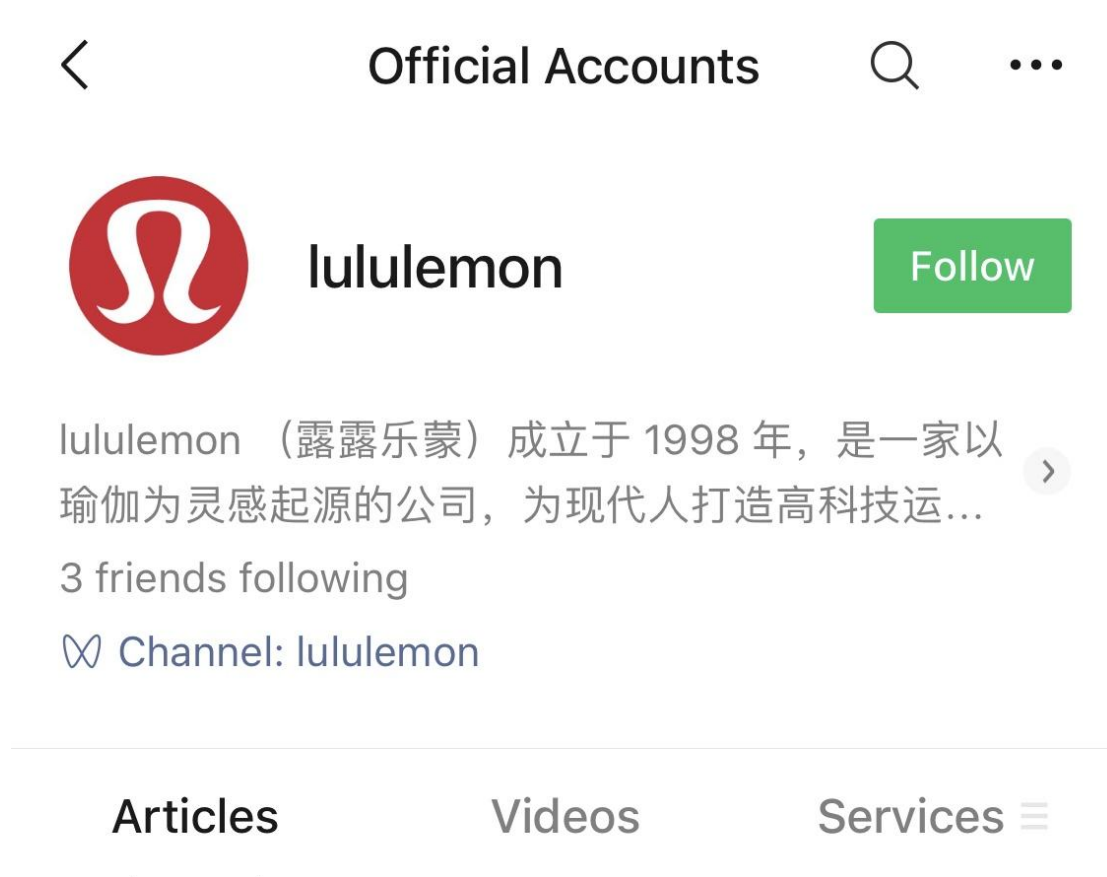 Official Accounts
lululemon
Follow
lululemon （露露乐蒙）成立于 1998 年，是一家以
瑜伽为灵感起源的公司，为现代人打造高科技运...
3 friends following
Channel: lululemon
Articles Videos Services